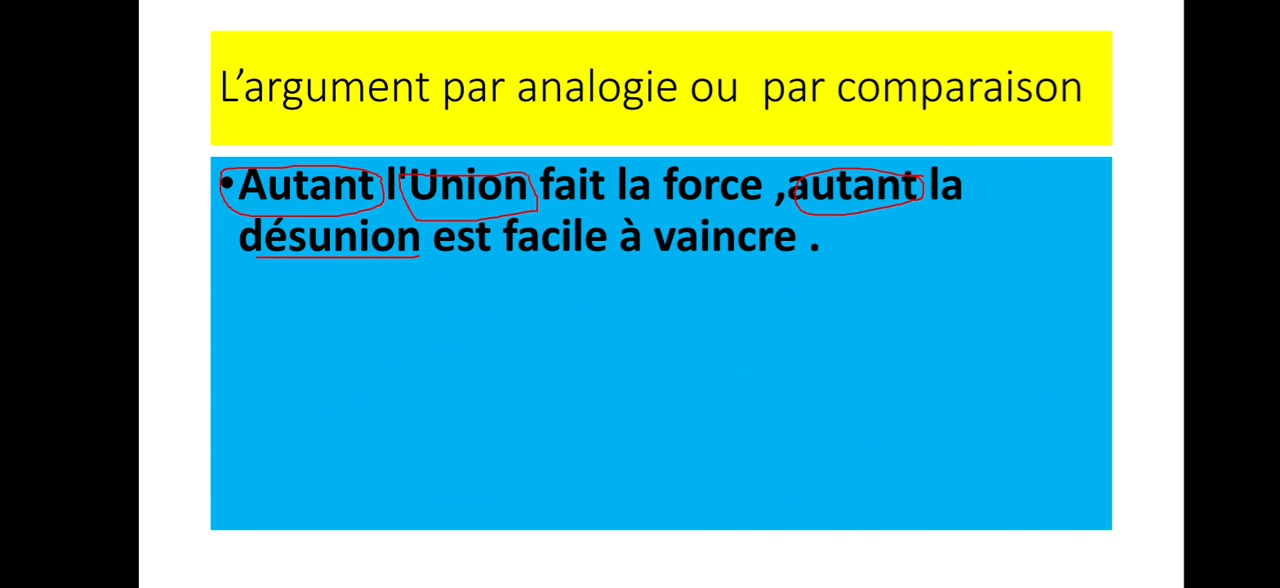 L’argument par analogie ou  par comparaison
•Autant l'Union fait la force ,autant la
désunion est facile à vaincre .